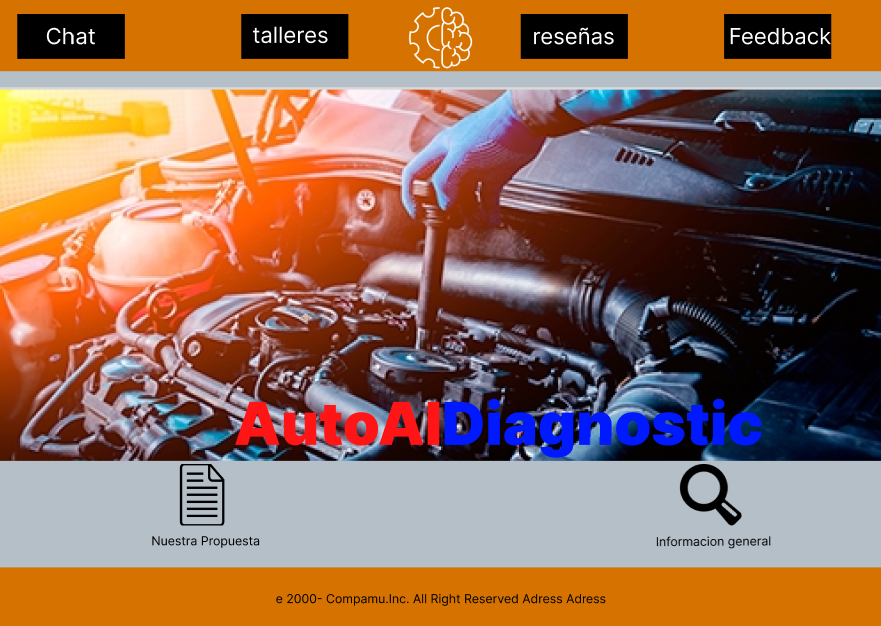 Chat
talleres
reseñas
Feedback
AutoAIDiagnostic
Nuestra Propuesta
Informacion general
e 2000- Compamu.Inc. All Right Reserved Adress Adress